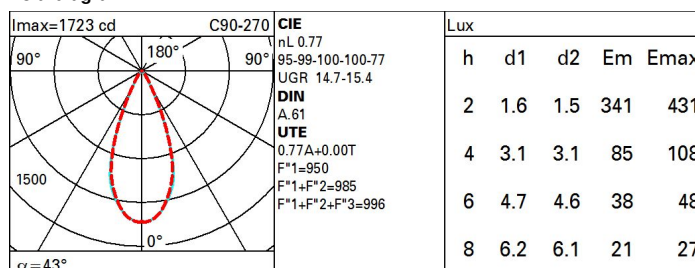 Imax=1723 cd C90-270
90° 180° 90°
1500
0°
α=43°
CIE
nL 0.77
95-99-100-100-77
UGR 14.7-15.4
DIN
A.61
UTE
0.77A+0.00T
F"1=950
F"1+F"2=985
F"1+F"2+F"3=996
Lux
h d1 d2 Em Emax
2 1.6 1.5 341 431
4 3.1 3.1 85 108
6 4.7 4.6 38 48
8 6.2 6.1 21 27